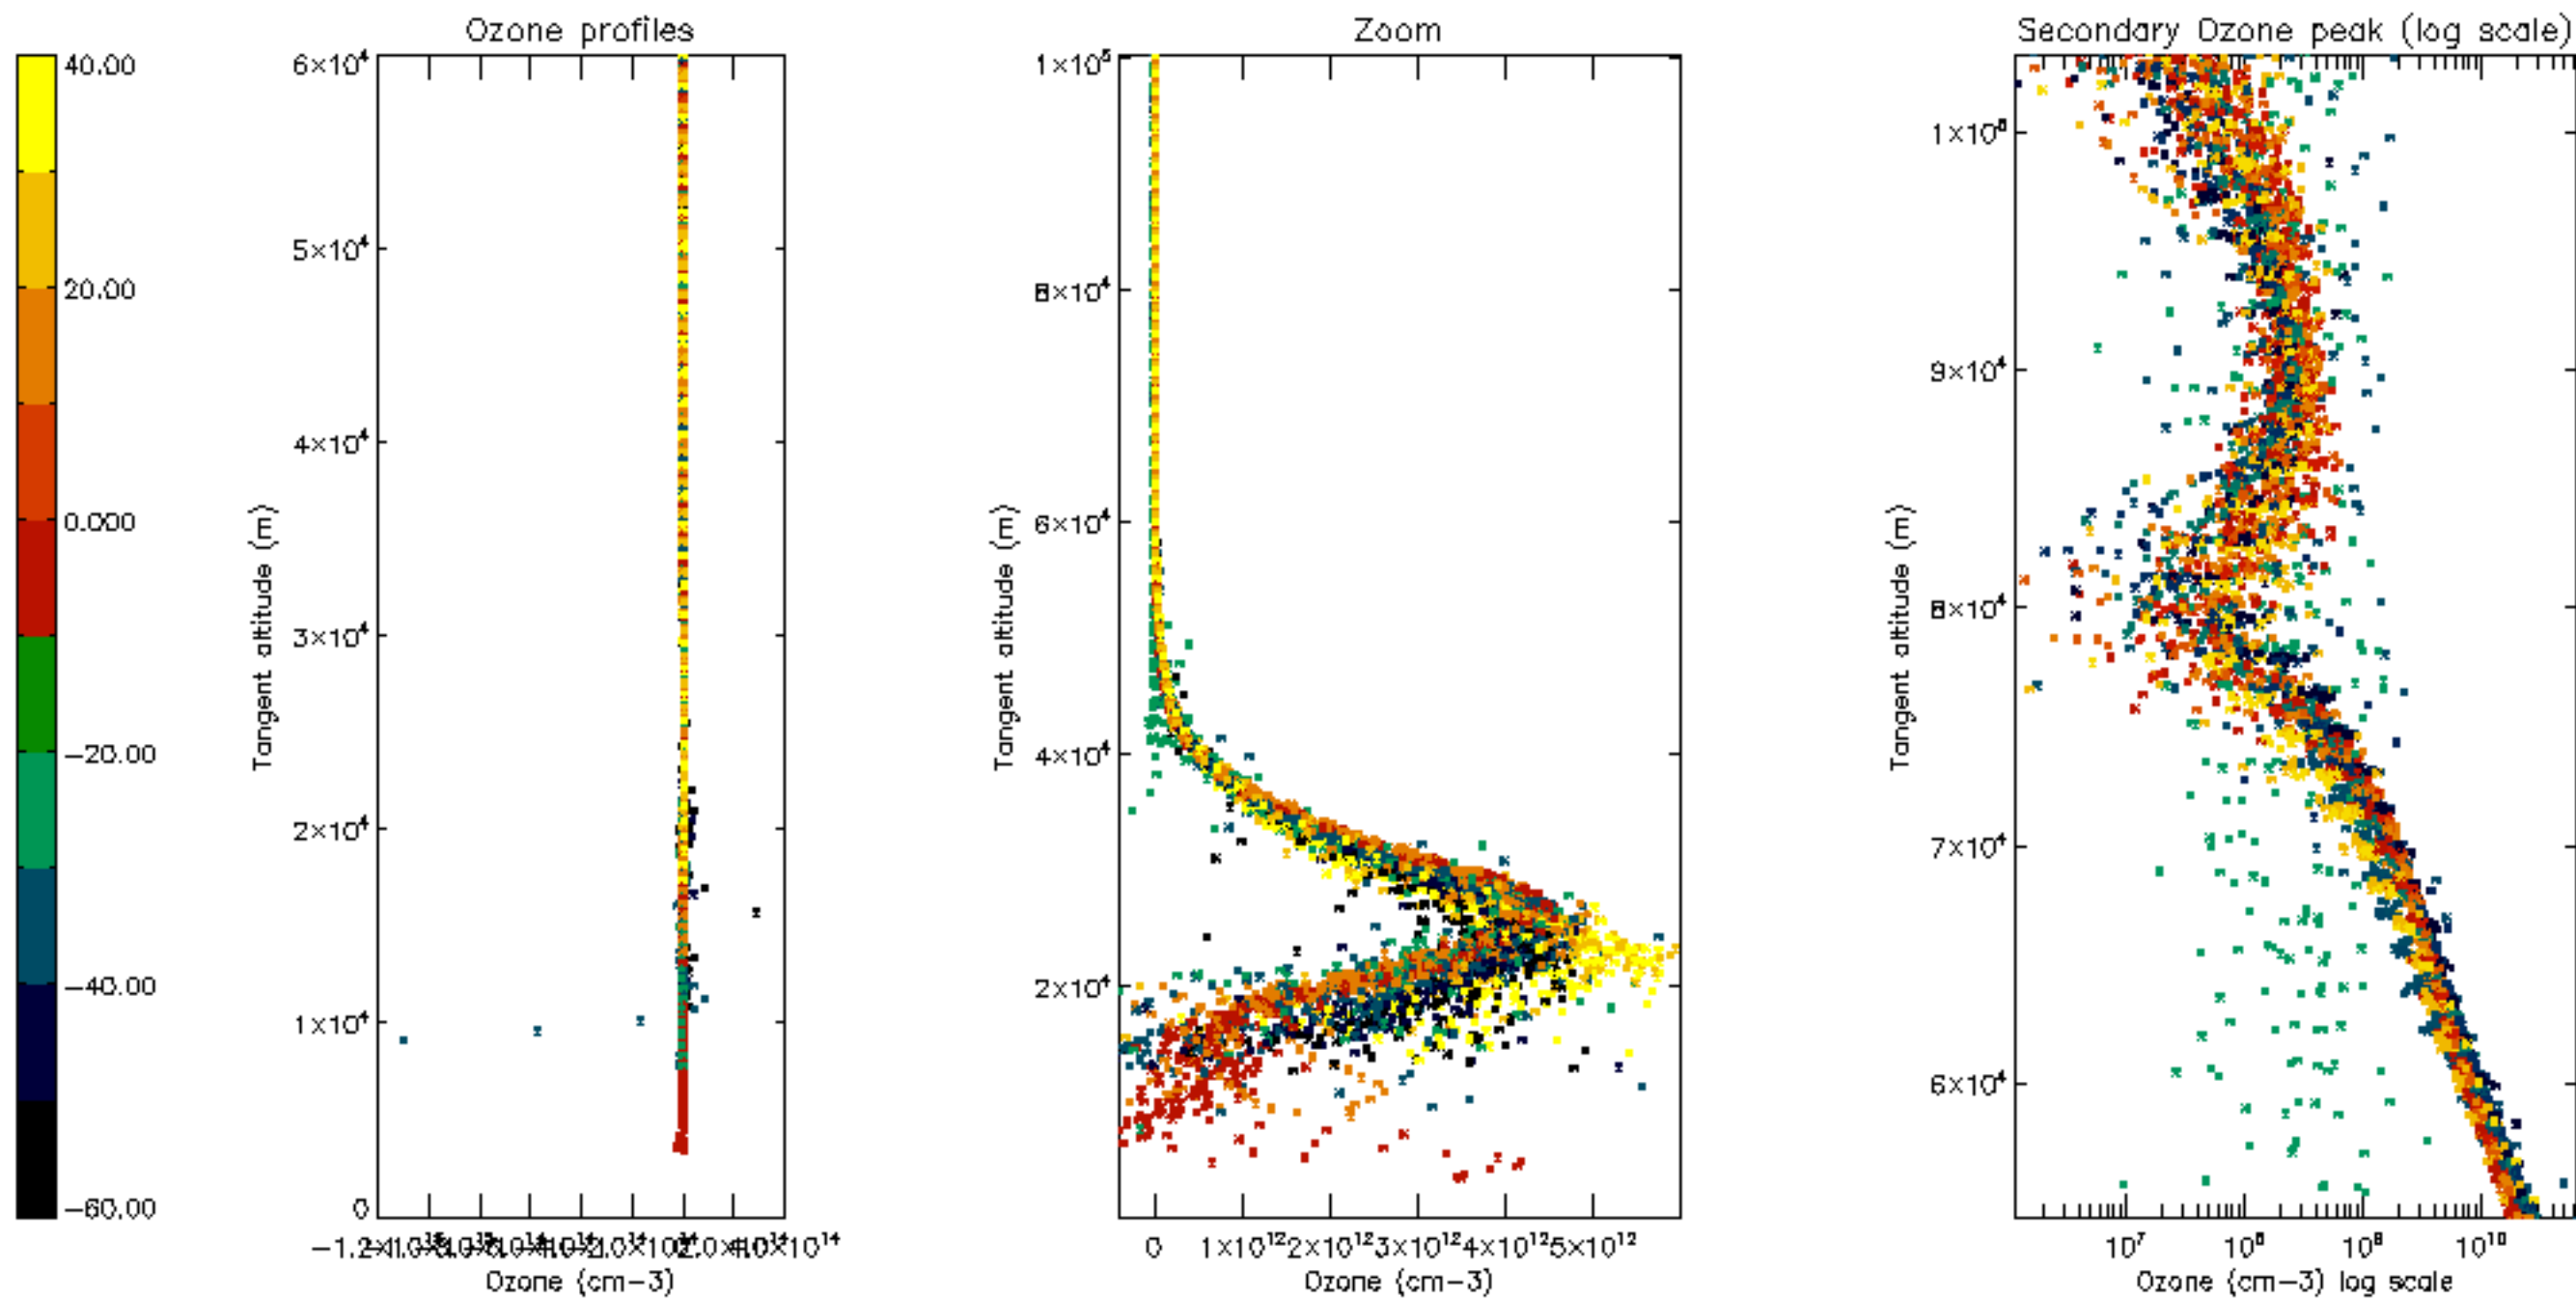 Ozone profiles
Zoom
Secondary Ozone peak (log scale)
40.00
20.00
0.000
−20.00
−40.00
−60.00
6×10⁴
5×10⁴
4×10⁴
3×10⁴
2×10⁴
1×10⁴
0
Tangent altitude (m)
Ozone (cm−3)
1×10⁵
8×10⁴
6×10⁴
4×10⁴
2×10⁴
Tangent altitude (m)
0 1×10¹² 2×10¹² 3×10¹² 4×10¹² 5×10¹²
Ozone (cm−3)
9×10⁴
8×10⁴
7×10⁴
6×10⁴
Tangent altitude (m)
10⁷ 10⁸ 10⁹ 10¹⁰
Ozone (cm−3) log scale